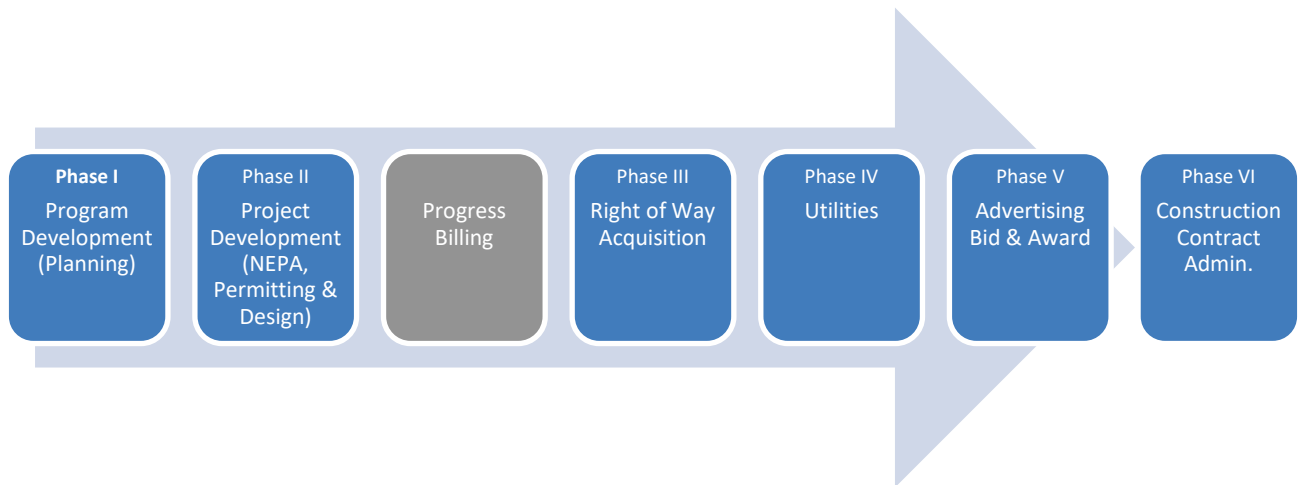 Phase I
Program
Development
(Planning)
Phase II
Project
Development
(NEPA,
Permitting &
Design)
Progress
Billing
Phase III
Right of Way
Acquisition
Phase IV
Utilities
Phase V
Advertising
Bid & Award
Phase VI
Construction
Contract
Admin.